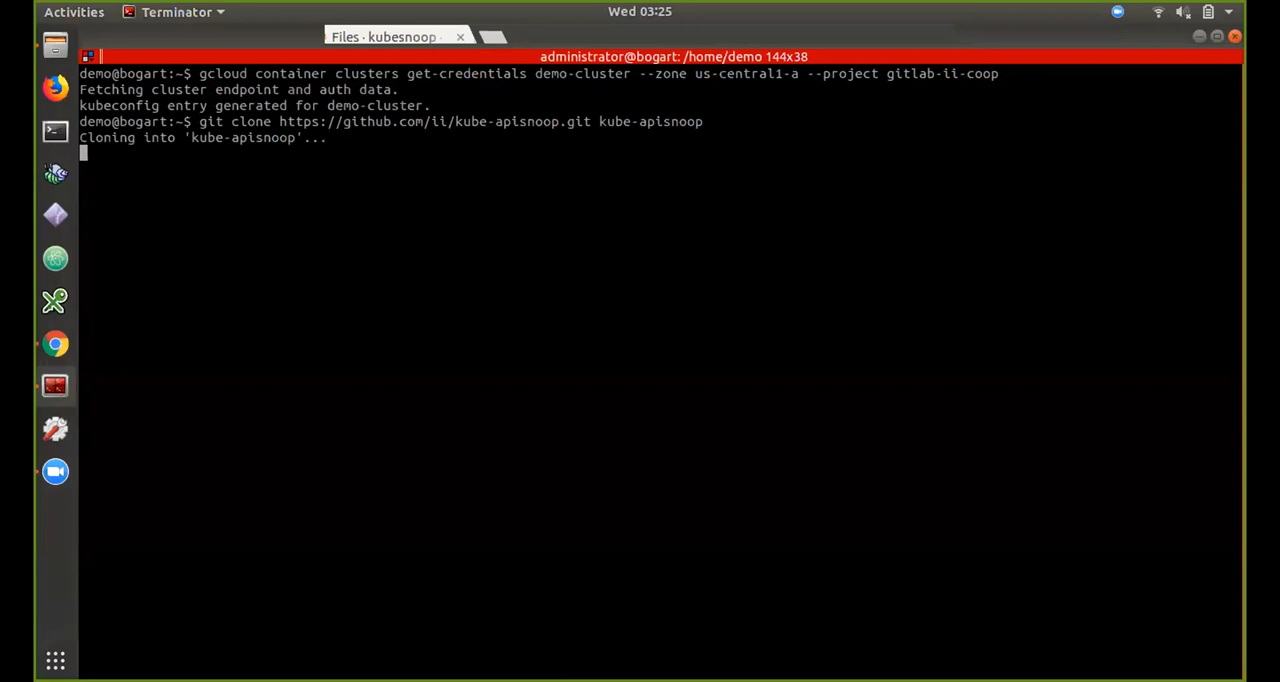 Activities Terminator Wed 03:25
Files · kubesnoop ·
administrator@bogart: /home/demo 144x38
demo@bogart:~$ gcloud container clusters get-credentials demo-cluster --zone us-central1-a --project gitlab-ii-coop
Fetching cluster endpoint and auth data.
kubeconfig entry generated for demo-cluster.
demo@bogart:~$ git clone https://github.com/ii/kube-apisnoop.git kube-apisnoop
Cloning into 'kube-apisnoop'...